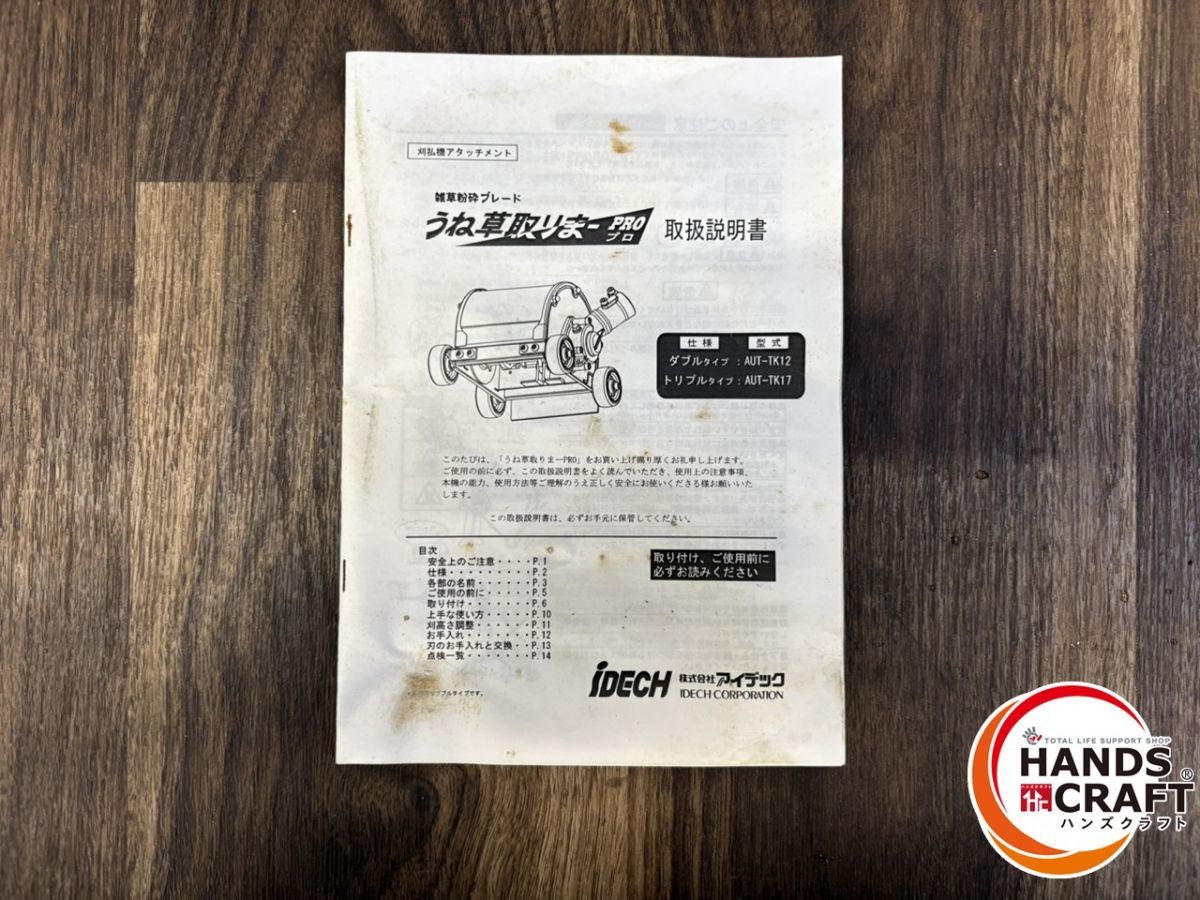 刈払機アタッチメント
雑草粉砕ブレード
うね草取りまーPRO プロ 取扱説明書
仕様 型式
ダブルタイプ：AUT-TK12
トリプルタイプ：AUT-TK17
このたびは、「うね草取りまーPRO」をお買い上げ賜り厚くお礼申し上げます。
ご使用の前に必ず、この取扱説明書をよく読んでいただき、使用上の注意事項、
本機の能力、使用方法等ご理解のうえ正しく安全にお使いくださる様お願いいた
します。
この取扱説明書は、必ずお手元に保管してください。
目次
安全上のご注意・・・・P.1
仕様・・・・・・・・・P.2
各部の名前・・・・・・P.3
ご使用の前に・・・・・P.5
取り付け・・・・・・・P.6
上手な使い方・・・・・P.10
刈高さ調整・・・・・・P.11
お手入れ・・・・・・・P.12
刃のお手入れと交換・・P.13
点検一覧・・・・・・・P.14
取り付け、ご使用前に
必ずお読みください
プルタイプです。
iDECH 株式会社アイデック
IDECH CORPORATION
TOTAL LIFE SUPPORT SHOP
HANDS
CRAFT®
ハンズクラフト